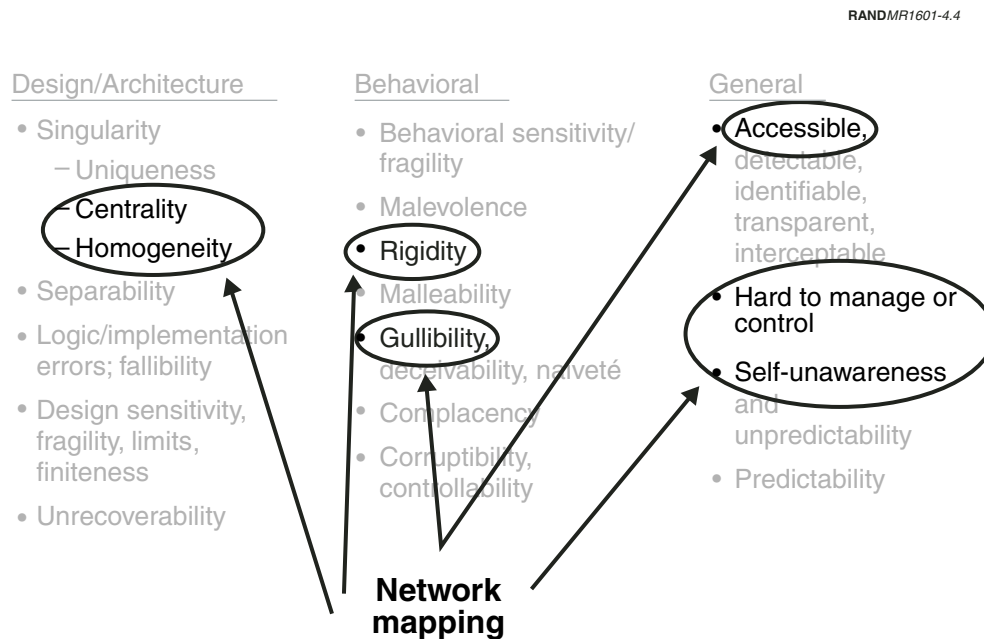 RANDMR1601-4.4
Design/Architecture
• Singularity
– Uniqueness
– Centrality
– Homogeneity
• Separability
• Logic/implementation
errors; fallibility
• Design sensitivity,
fragility, limits,
finiteness
• Unrecoverability
Behavioral
• Behavioral sensitivity/
fragility
• Malevolence
• Rigidity
• Malleability
• Gullibility,
deceivability, naiveté
• Complacency
• Corruptibility,
controllability
General
• Accessible,
detectable,
identifiable,
transparent,
interceptable
• Hard to manage or
control
• Self-unawareness
and
unpredictability
• Predictability
Network
mapping